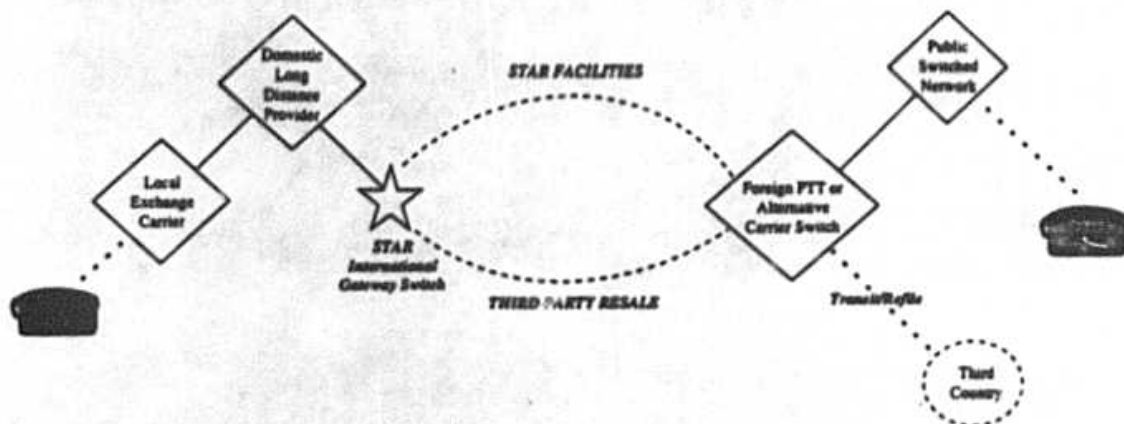 Domestic
Long
Distance
Provider
Local
Exchange
Carrier
STAR
International
Gateway Switch
STAR FACILITIES
THIRD-PARTY RESALE
Foreign PTT or
Alternative
Carrier Switch
Public
Switched
Network
Transit/Refile
Third
Country